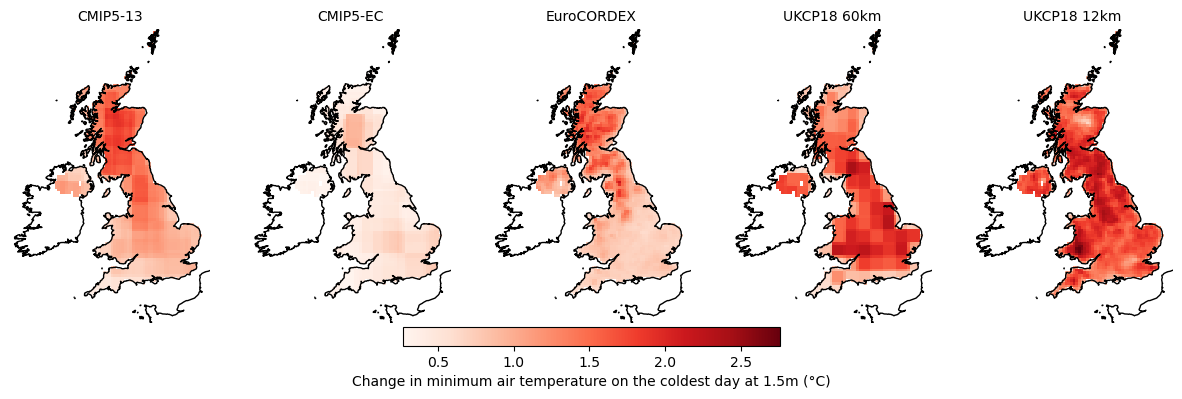 CMIP5-13 CMIP5-EC EuroCORDEX UKCP18 60km UKCP18 12km
0.5 1.0 1.5 2.0 2.5
Change in minimum air temperature on the coldest day at 1.5m (°C)